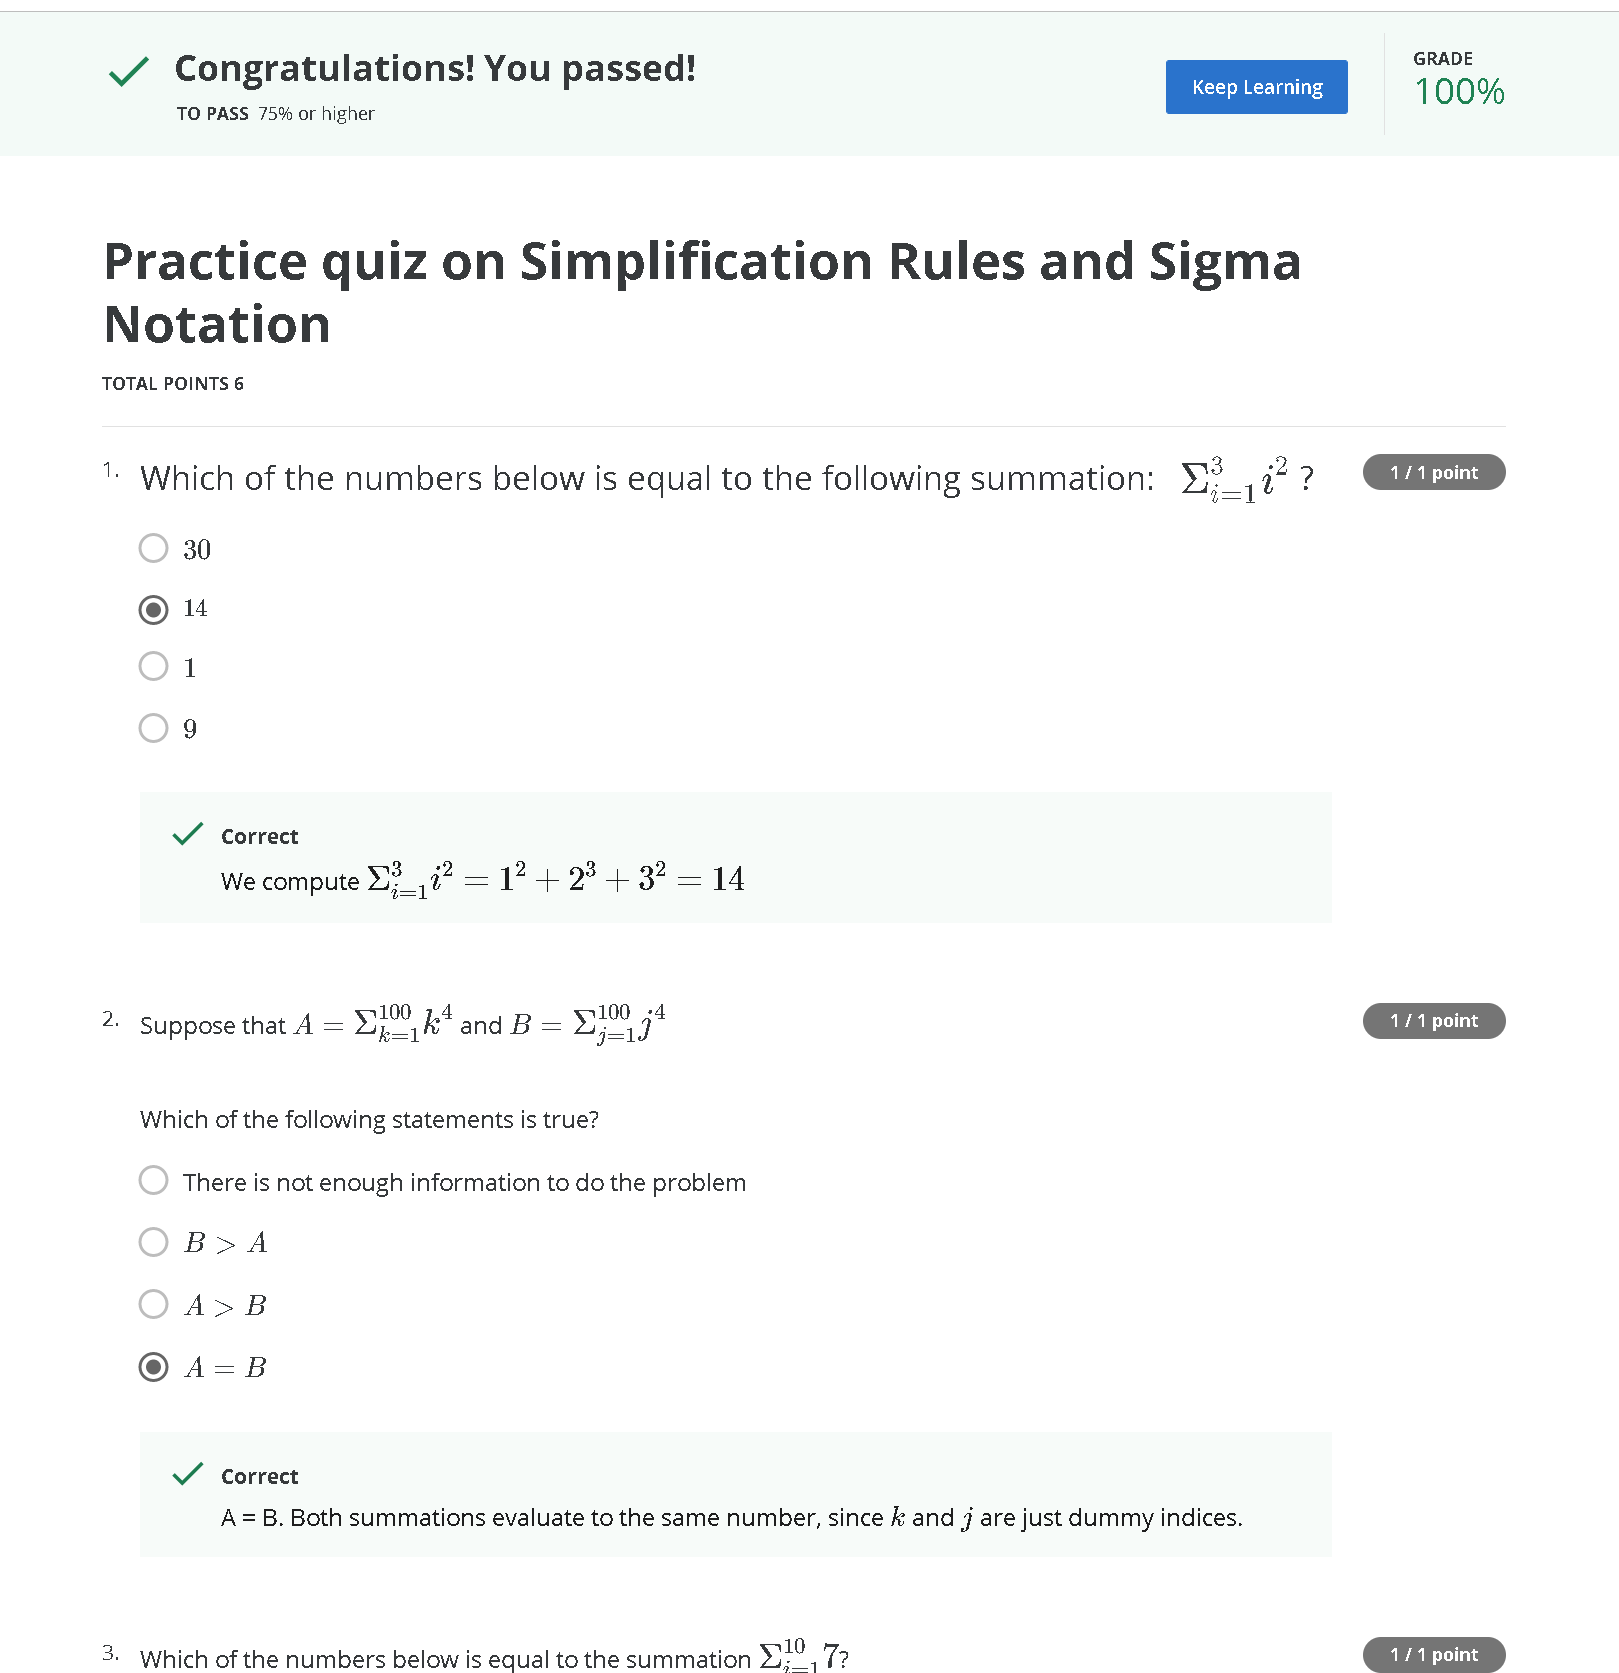 Congratulations! You passed!
TO PASS 75% or higher
Keep Learning
GRADE
100%
Practice quiz on Simplification Rules and Sigma
Notation
TOTAL POINTS 6
1. Which of the numbers below is equal to the following summation: $\Sigma_{i=1}^{3} i^2$ ?
1 / 1 point
30
14
1
9
Correct
We compute $\Sigma_{i=1}^{3} i^2 = 1^2 + 2^3 + 3^2 = 14$
2. Suppose that $A = \Sigma_{k=1}^{100} k^4$ and $B = \Sigma_{j=1}^{100} j^4$
1 / 1 point
Which of the following statements is true?
There is not enough information to do the problem
$B > A$
$A > B$
$A = B$
Correct
A = B. Both summations evaluate to the same number, since $k$ and $j$ are just dummy indices.
3. Which of the numbers below is equal to the summation $\Sigma_{i=1}^{10} 7$?
1 / 1 point